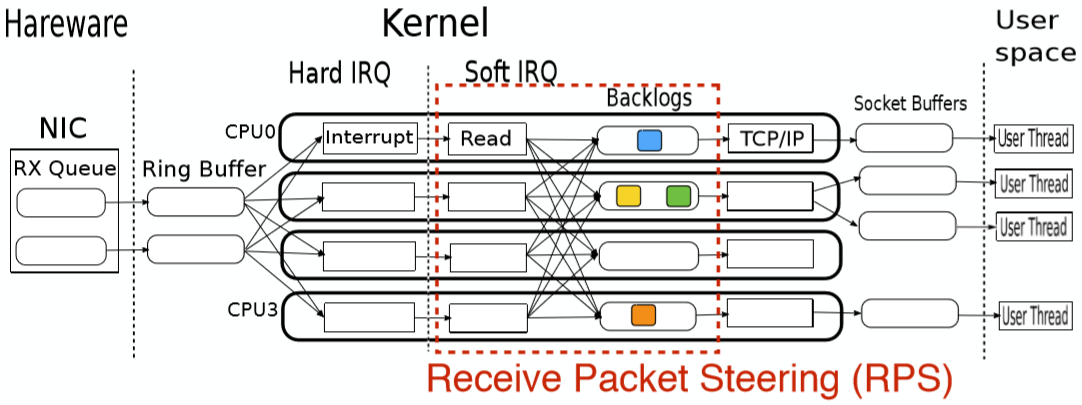 Hareware
Kernel
User
space
Hard IRQ
Soft IRQ
Backlogs
Socket Buffers
NIC
CPU0
Interrupt
Read
TCP/IP
User Thread
RX Queue
Ring Buffer
User Thread
User Thread
CPU3
User Thread
Receive Packet Steering (RPS)